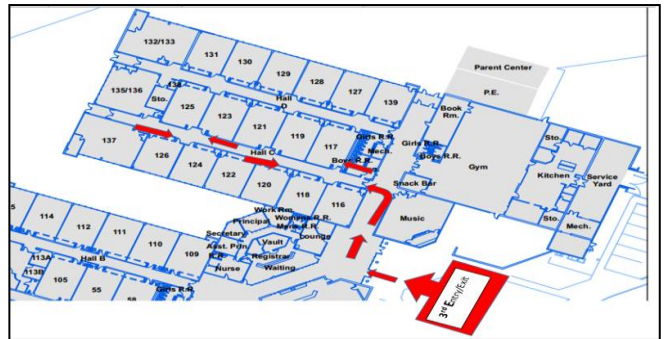 132/133
131
130
129
128
127
139
Parent Center
P.E.
135/136
138
Sto.
Hall
D
125
123
121
119
117
Book
Rm.
Girls R.R.
Mech.
Boys R.R.
Girls R.R.
Boys R.R.
Gym
Sto.
Kitchen
Service
Yard
Sto.
Mech.
137
Hall C
126
124
122
120
118
116
Snack Bar
Music
Work Rm.
Principal
Womens R.R.
Mens R.R.
Lounge
Secretary
Asst. Prin.
R.R.
Vault
Registrar
Nurse
Waiting
114
112
111
110
109
113A
113B
Hall B
105
55
58
Girls R.R.
3rd Entry/Exit